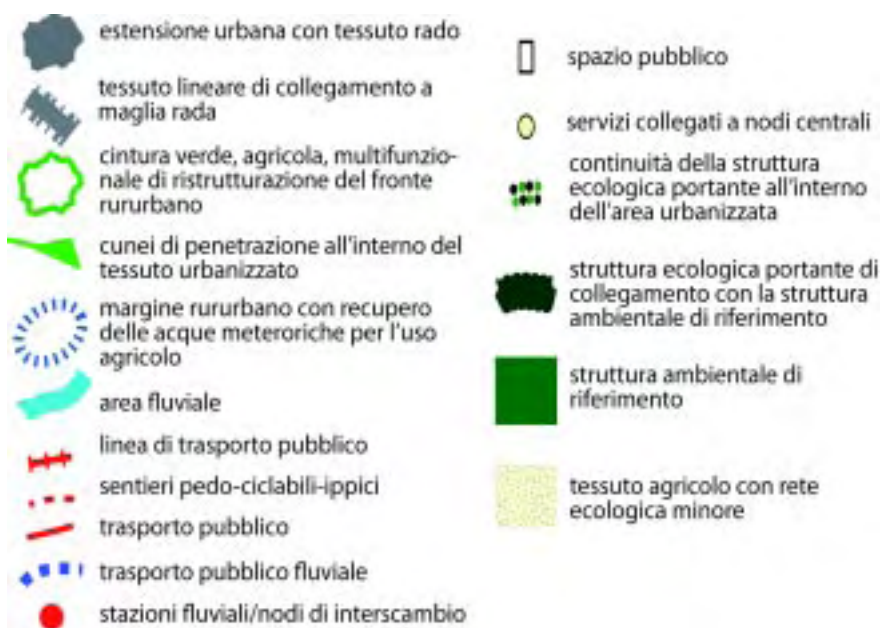 estensione urbana con tessuto rado
tessuto lineare di collegamento a
maglia rada
cintura verde, agricola, multifunzio-
nale di ristrutturazione del fronte
rururbano
cunei di penetrazione all'interno del
tessuto urbanizzato
margine rururbano con recupero
delle acque meteroriche per l'uso
agricolo
area fluviale
linea di trasporto pubblico
sentieri pedo-ciclabili-ippici
trasporto pubblico
trasporto pubblico fluviale
stazioni fluviali/nodi di interscambio
spazio pubblico
servizi collegati a nodi centrali
continuità della struttura
ecologica portante all'interno
dell'area urbanizzata
struttura ecologica portante di
collegamento con la struttura
ambientale di riferimento
struttura ambientale di
riferimento
tessuto agricolo con rete
ecologica minore